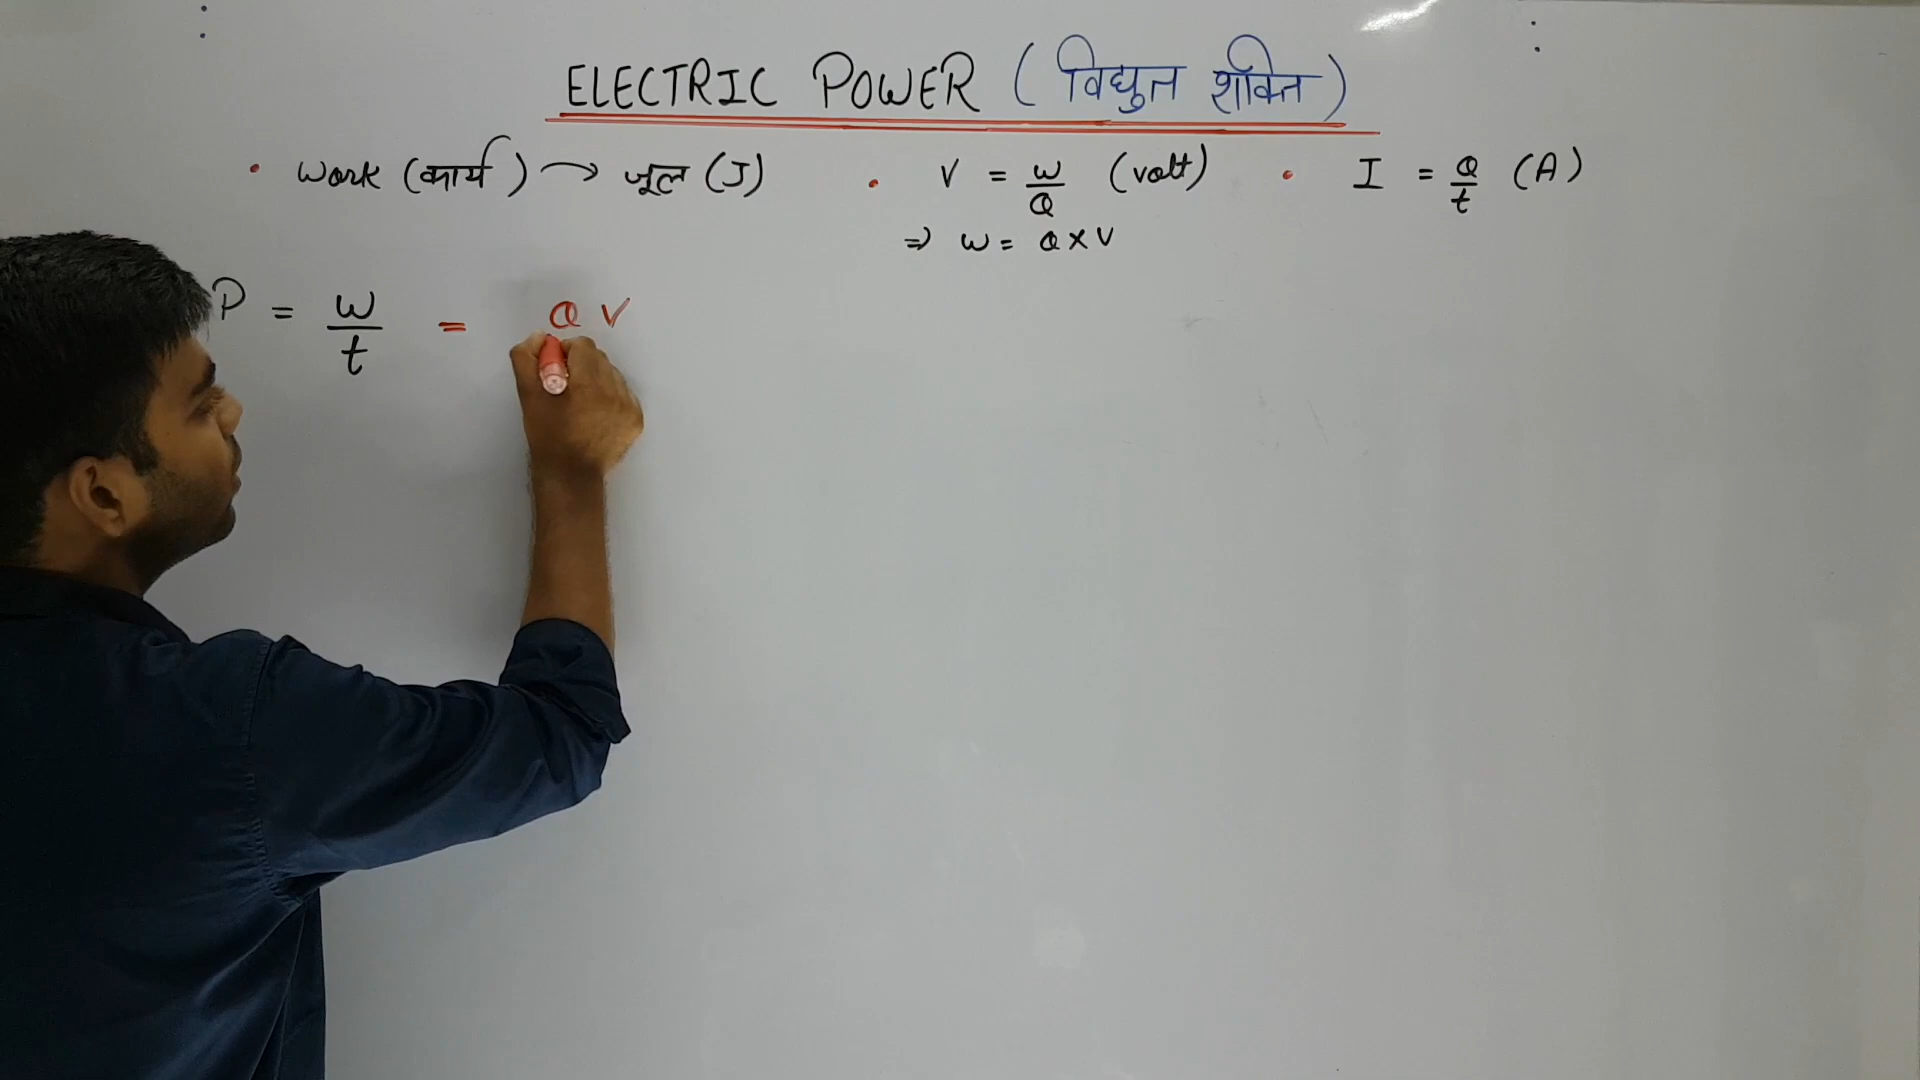 ELECTRIC POWER (विद्युत शक्ति)
• Work (कार्य) → जूल (J) • V = W/Q (volt) • I = Q/t (A)
⇒ W = Q × V
P = W/t = Q V